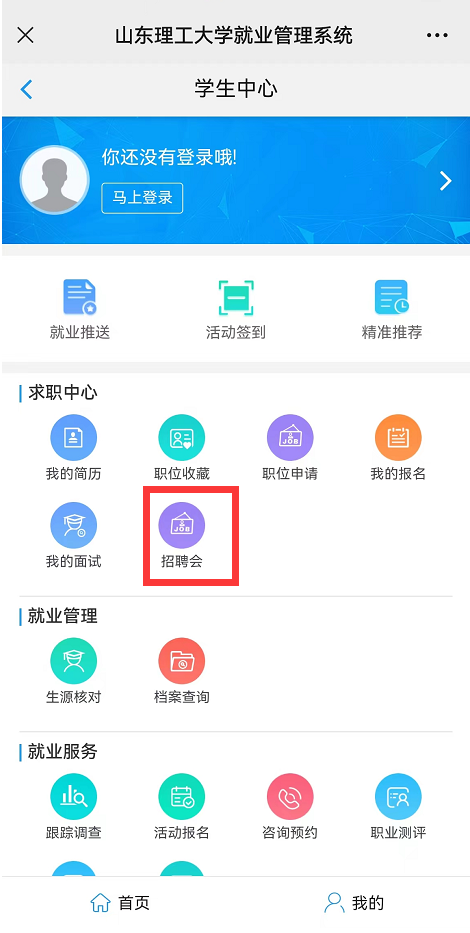 山东理工大学就业管理系统
学生中心
你还没有登录哦!
马上登录
就业推送 活动签到 精准推荐
求职中心
JOB
我的简历 职位收藏 职位申请 我的报名
JOB
我的面试 招聘会
就业管理
生源核对 档案查询
就业服务
跟踪调查 活动报名 咨询预约 职业测评
首页 我的